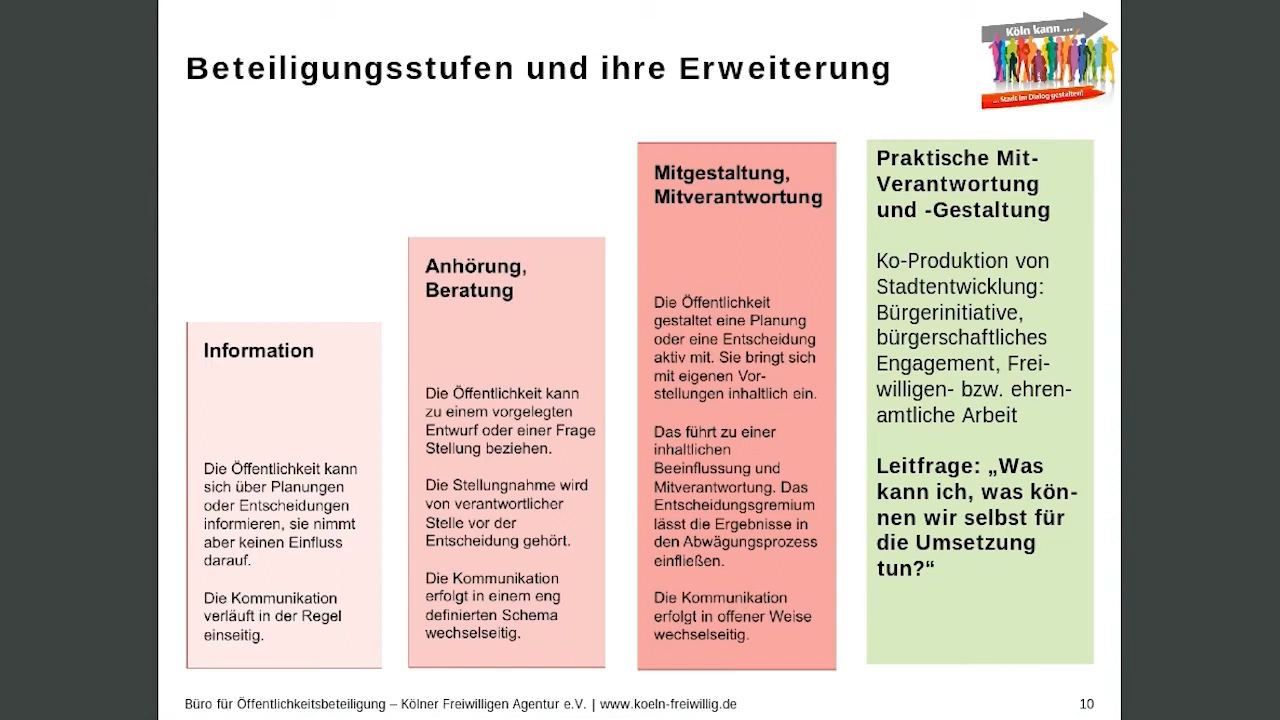 Köln kann ...
... Stadt im Dialog gestalten!
Beteiligungsstufen und ihre Erweiterung
Information
Die Öffentlichkeit kann
sich über Planungen
oder Entscheidungen
informieren, sie nimmt
aber keinen Einfluss
darauf.
Die Kommunikation
verläuft in der Regel
einseitig.
Anhörung,
Beratung
Die Öffentlichkeit kann
zu einem vorgelegten
Entwurf oder einer Frage
Stellung beziehen.
Die Stellungnahme wird
von verantwortlicher
Stelle vor der
Entscheidung gehört.
Die Kommunikation
erfolgt in einem eng
definierten Schema
wechselseitig.
Mitgestaltung,
Mitverantwortung
Die Öffentlichkeit
gestaltet eine Planung
oder eine Entscheidung
aktiv mit. Sie bringt sich
mit eigenen Vor-
stellungen inhaltlich ein.
Das führt zu einer
inhaltlichen
Beeinflussung und
Mitverantwortung. Das
Entscheidungsgremium
lässt die Ergebnisse in
den Abwägungsprozess
einfließen.
Die Kommunikation
erfolgt in offener Weise
wechselseitig.
Praktische Mit-
Verantwortung
und -Gestaltung
Ko-Produktion von
Stadtentwicklung:
Bürgerinitiative,
bürgerschaftliches
Engagement, Frei-
willigen- bzw. ehren-
amtliche Arbeit
Leitfrage: „Was
kann ich, was kön-
nen wir selbst für
die Umsetzung
tun?“
Büro für Öffentlichkeitsbeteiligung – Kölner Freiwilligen Agentur e.V. | www.koeln-freiwillig.de
10